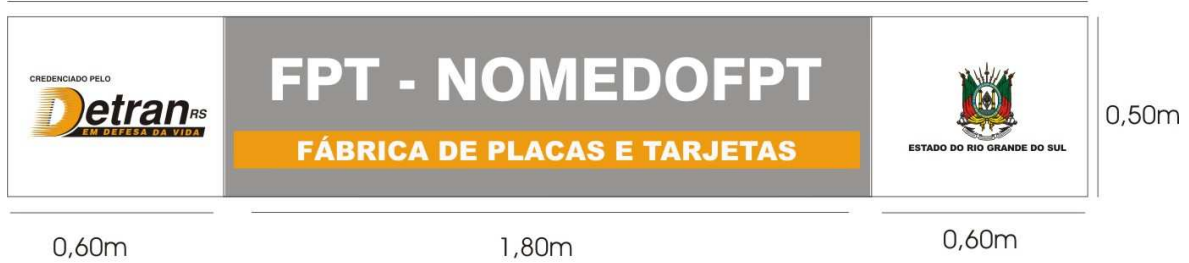 CREDENCIADO PELO
Detran RS
EM DEFESA DA VIDA
FPT - NOMEDOFPT
FÁBRICA DE PLACAS E TARJETAS
ESTADO DO RIO GRANDE DO SUL
0,50m
0,60m
1,80m
0,60m